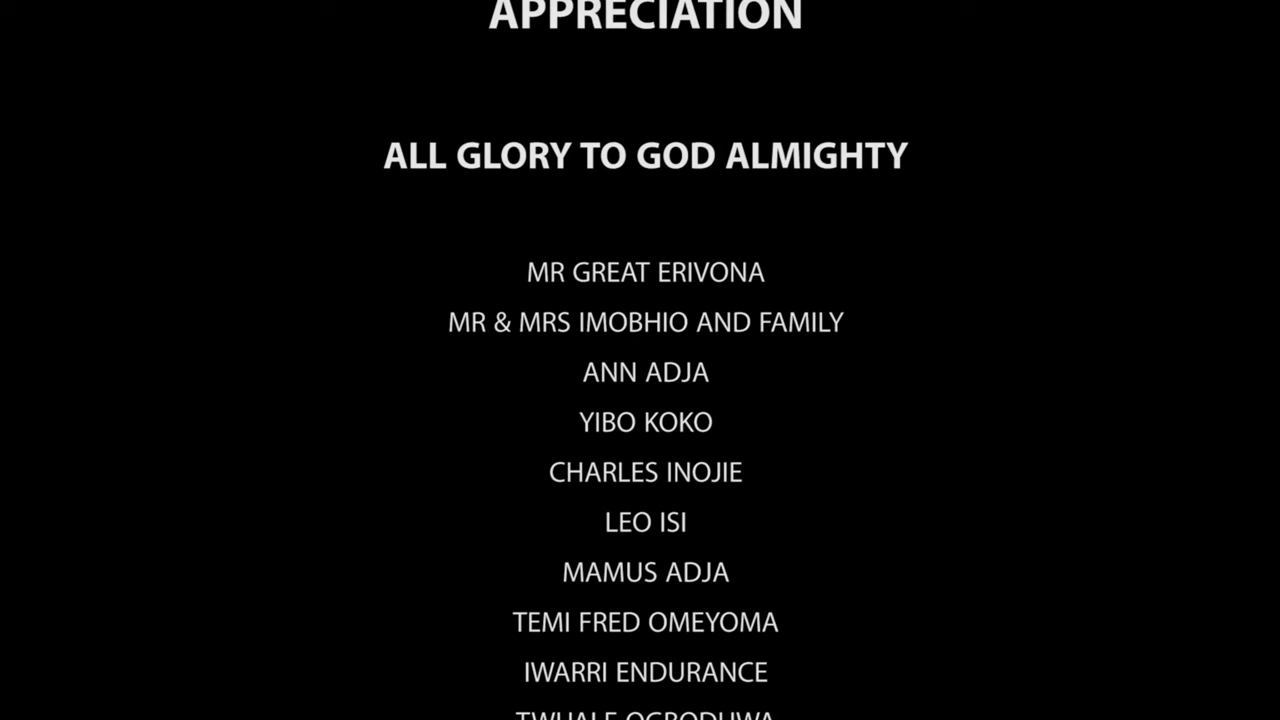 APPRECIATION
ALL GLORY TO GOD ALMIGHTY
MR GREAT ERIVONA
MR & MRS IMOBHIO AND FAMILY
ANN ADJA
YIBO KOKO
CHARLES INOJIE
LEO ISI
MAMUS ADJA
TEMI FRED OMEYOMA
IWARRI ENDURANCE